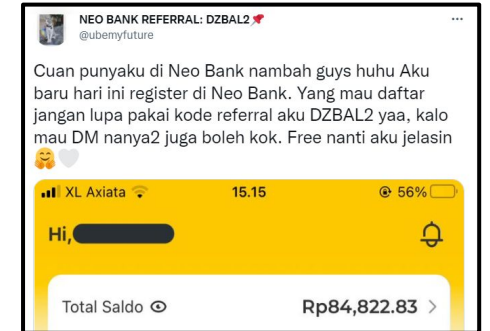 NEO BANK REFERRAL: DZBAL2📌
@ubemyfuture
Cuan punyaku di Neo Bank nambah guys huhu Aku
baru hari ini register di Neo Bank. Yang mau daftar
jangan lupa pakai kode referral aku DZBAL2 yaa, kalo
mau DM nanya2 juga boleh kok. Free nanti aku jelasin
🤗🤍
XL Axiata 15.15 56%
Hi,
Total Saldo Rp84,822.83 >